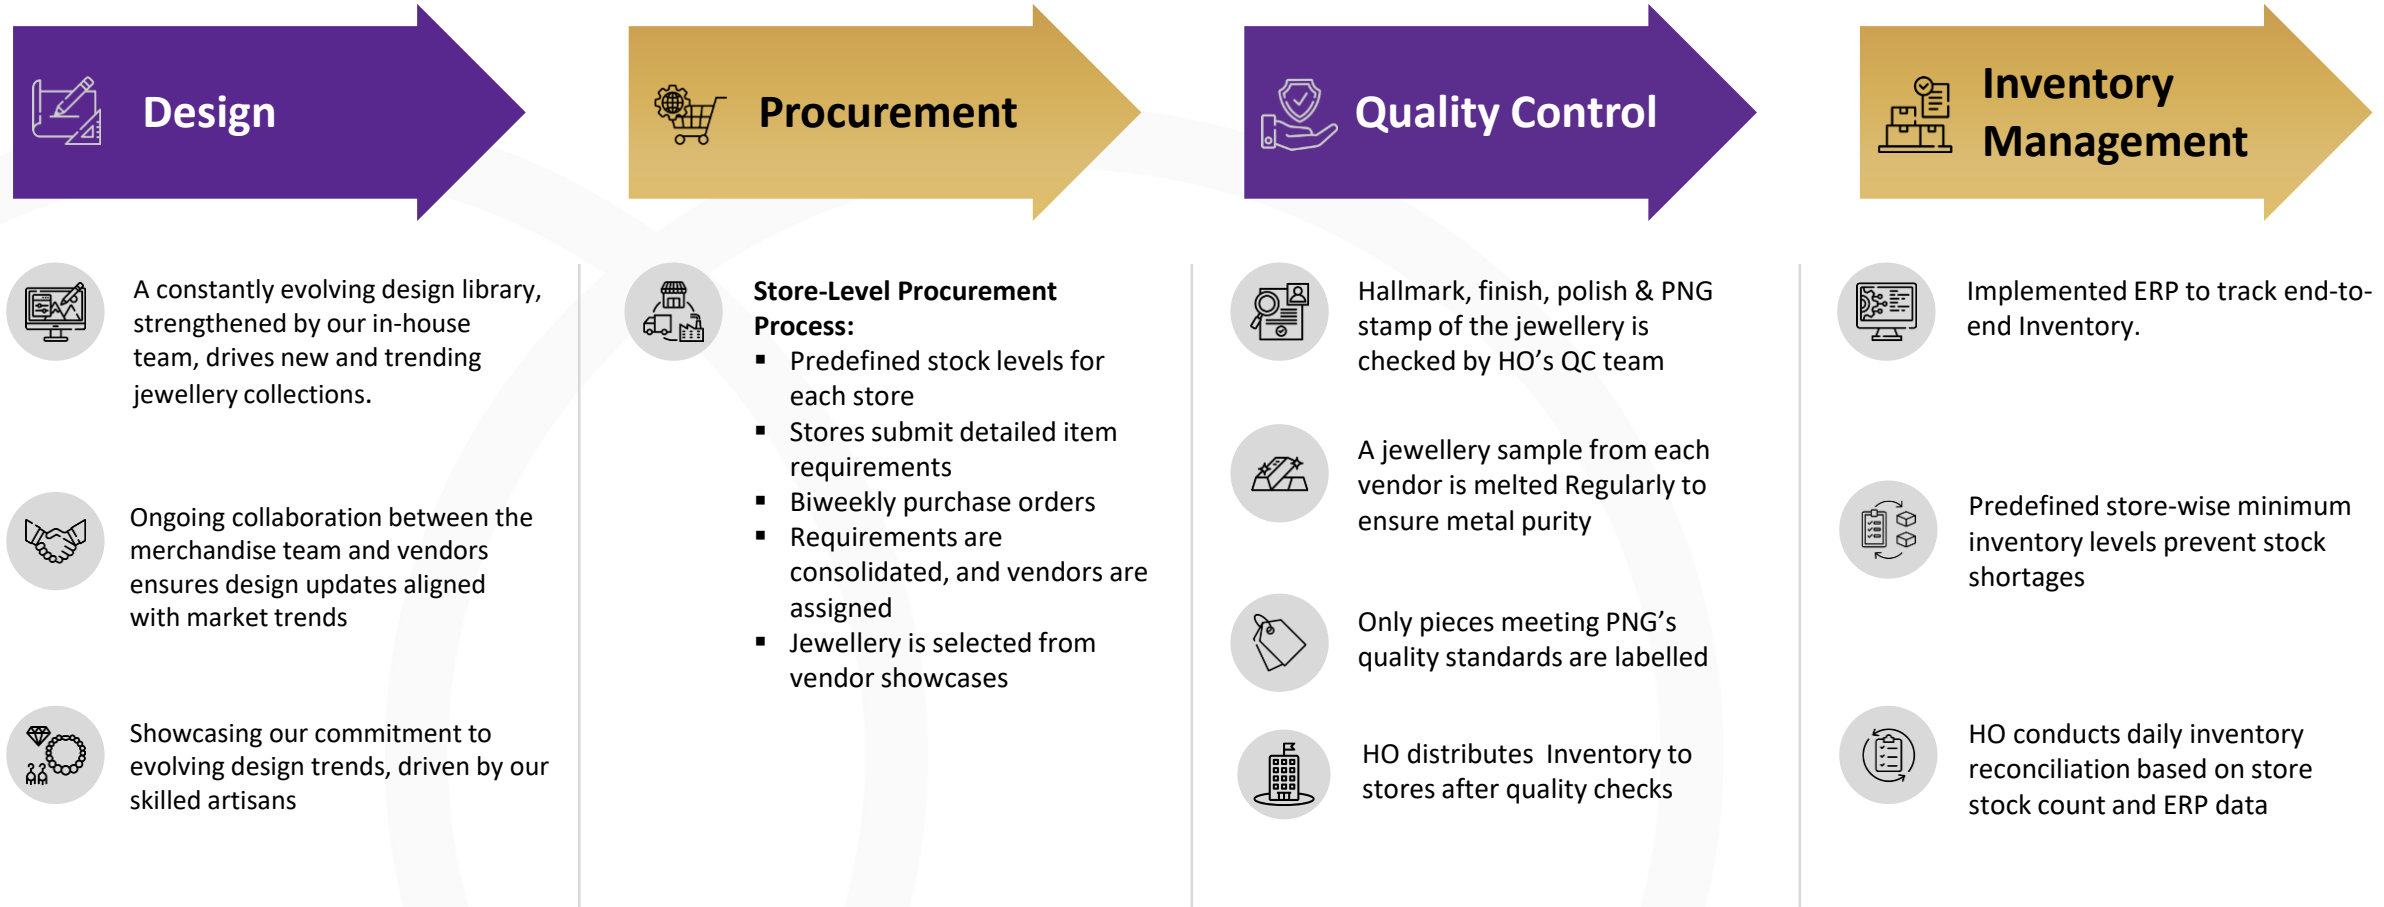 Design
A constantly evolving design library,
strengthened by our in-house
team, drives new and trending
jewellery collections.
Ongoing collaboration between the
merchandise team and vendors
ensures design updates aligned
with market trends
Showcasing our commitment to
evolving design trends, driven by our
skilled artisans
Procurement
Store-Level Procurement
Process:
▪ Predefined stock levels for
each store
▪ Stores submit detailed item
requirements
▪ Biweekly purchase orders
▪ Requirements are
consolidated, and vendors are
assigned
▪ Jewellery is selected from
vendor showcases
Quality Control
Hallmark, finish, polish & PNG
stamp of the jewellery is
checked by HO’s QC team
A jewellery sample from each
vendor is melted Regularly to
ensure metal purity
Only pieces meeting PNG’s
quality standards are labelled
HO distributes  Inventory to
stores after quality checks
Inventory
Management
Implemented ERP to track end-to-
end Inventory.
Predefined store-wise minimum
inventory levels prevent stock
shortages
HO conducts daily inventory
reconciliation based on store
stock count and ERP data